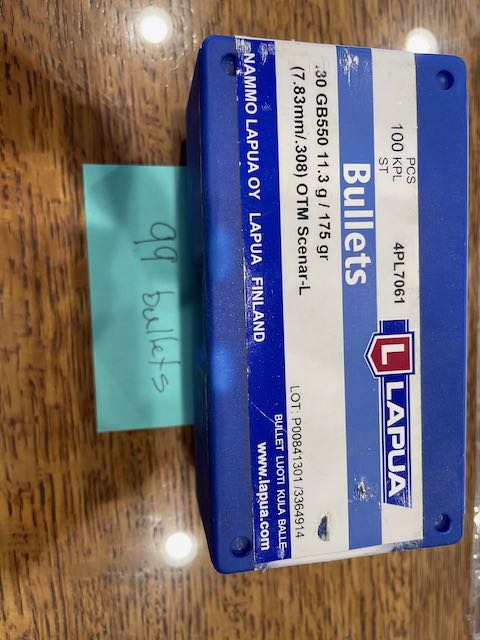 PCS
100 KPL
ST
4PL7061
L LAPUA
Bullets
.30 GB550 11.3 g / 175 gr
(7.83mm/.308) OTM Scenar-L
LOT: P00841301 /3364914
NAMMO LAPUA OY LAPUA FINLAND
BULLET LUOTI KULA BALLE
www.lapua.com
99 bullets